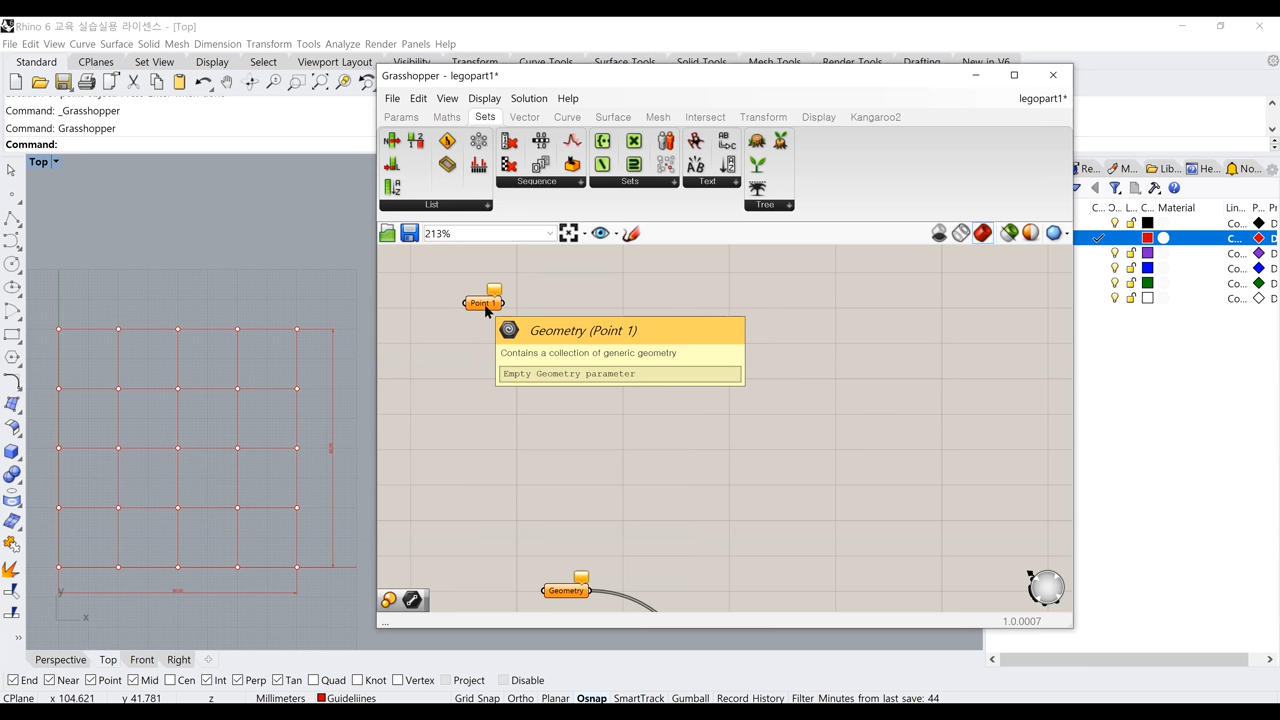 Rhino 6 교육 실습실용 라이센스 - [Top]
File Edit View Curve Surface Solid Mesh Dimension Transform Tools Analyze Render Panels Help
Standard CPlanes Set View Display Select Viewport Layout Visibility Transform Curve Tools Surface Tools Solid Tools Mesh Tools Render Tools Drafting New in V6
Command: _Grasshopper
Command: Grasshopper
Command:
Top
Grasshopper - legopart1*
File Edit View Display Solution Help legopart1*
Params Maths Sets Vector Curve Surface Mesh Intersect Transform Display Kangaroo2
List Sequence Sets Text Tree
213%
Point 1
Geometry (Point 1)
Contains a collection of generic geometry
Empty Geometry parameter
Geometry
...
1.0.0007
Re... M... Lib... He... No...
C... L... C... Material Lin... P...
Co...
C...
Co...
Co...
Co...
Co...
y
x
Perspective Top Front Right
End Near Point Mid Cen Int Perp Tan Quad Knot Vertex Project Disable
CPlane x 104.621 y 41.781 z Millimeters Guideliines Grid Snap Ortho Planar Osnap SmartTrack Gumball Record History Filter Minutes from last save: 44